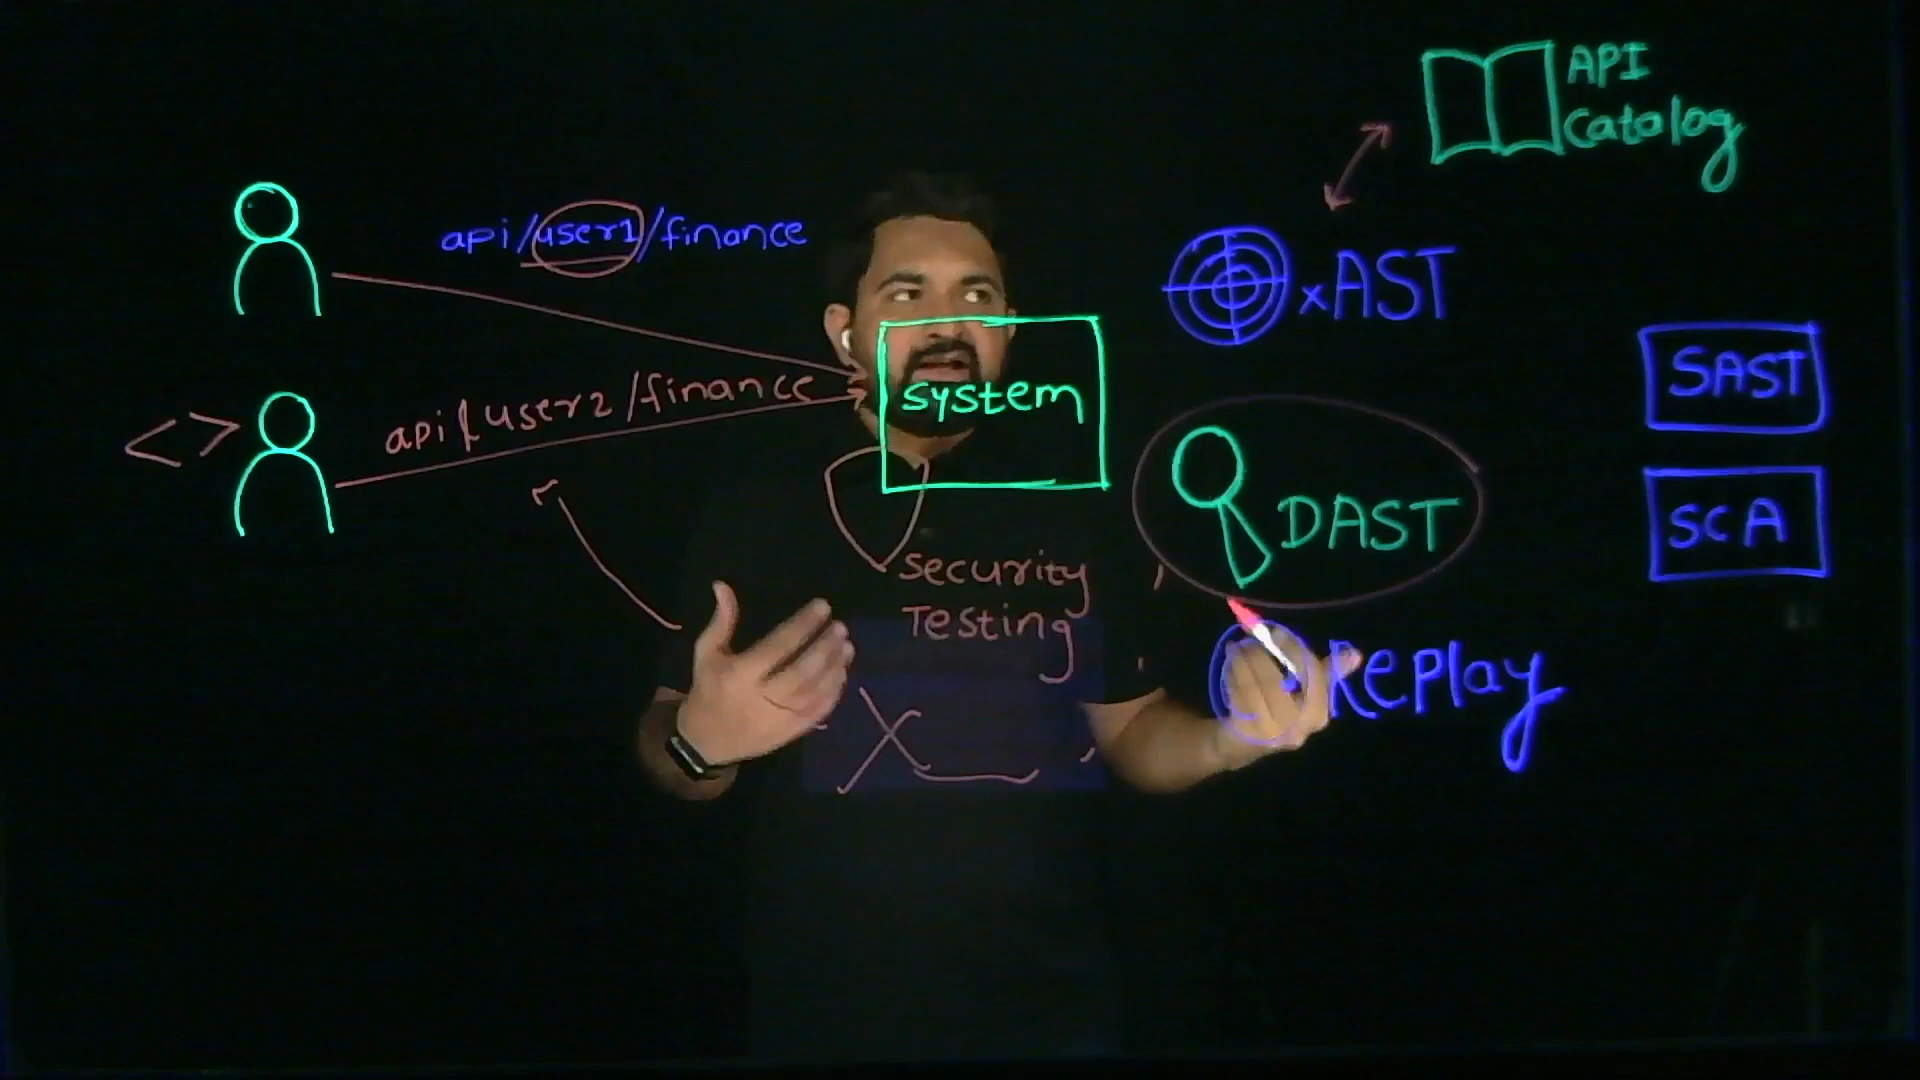 API
Catalog
api/user1/finance
xAST
SAST
api/user2/finance
system
DAST
SCA
Security
Testing
Replay